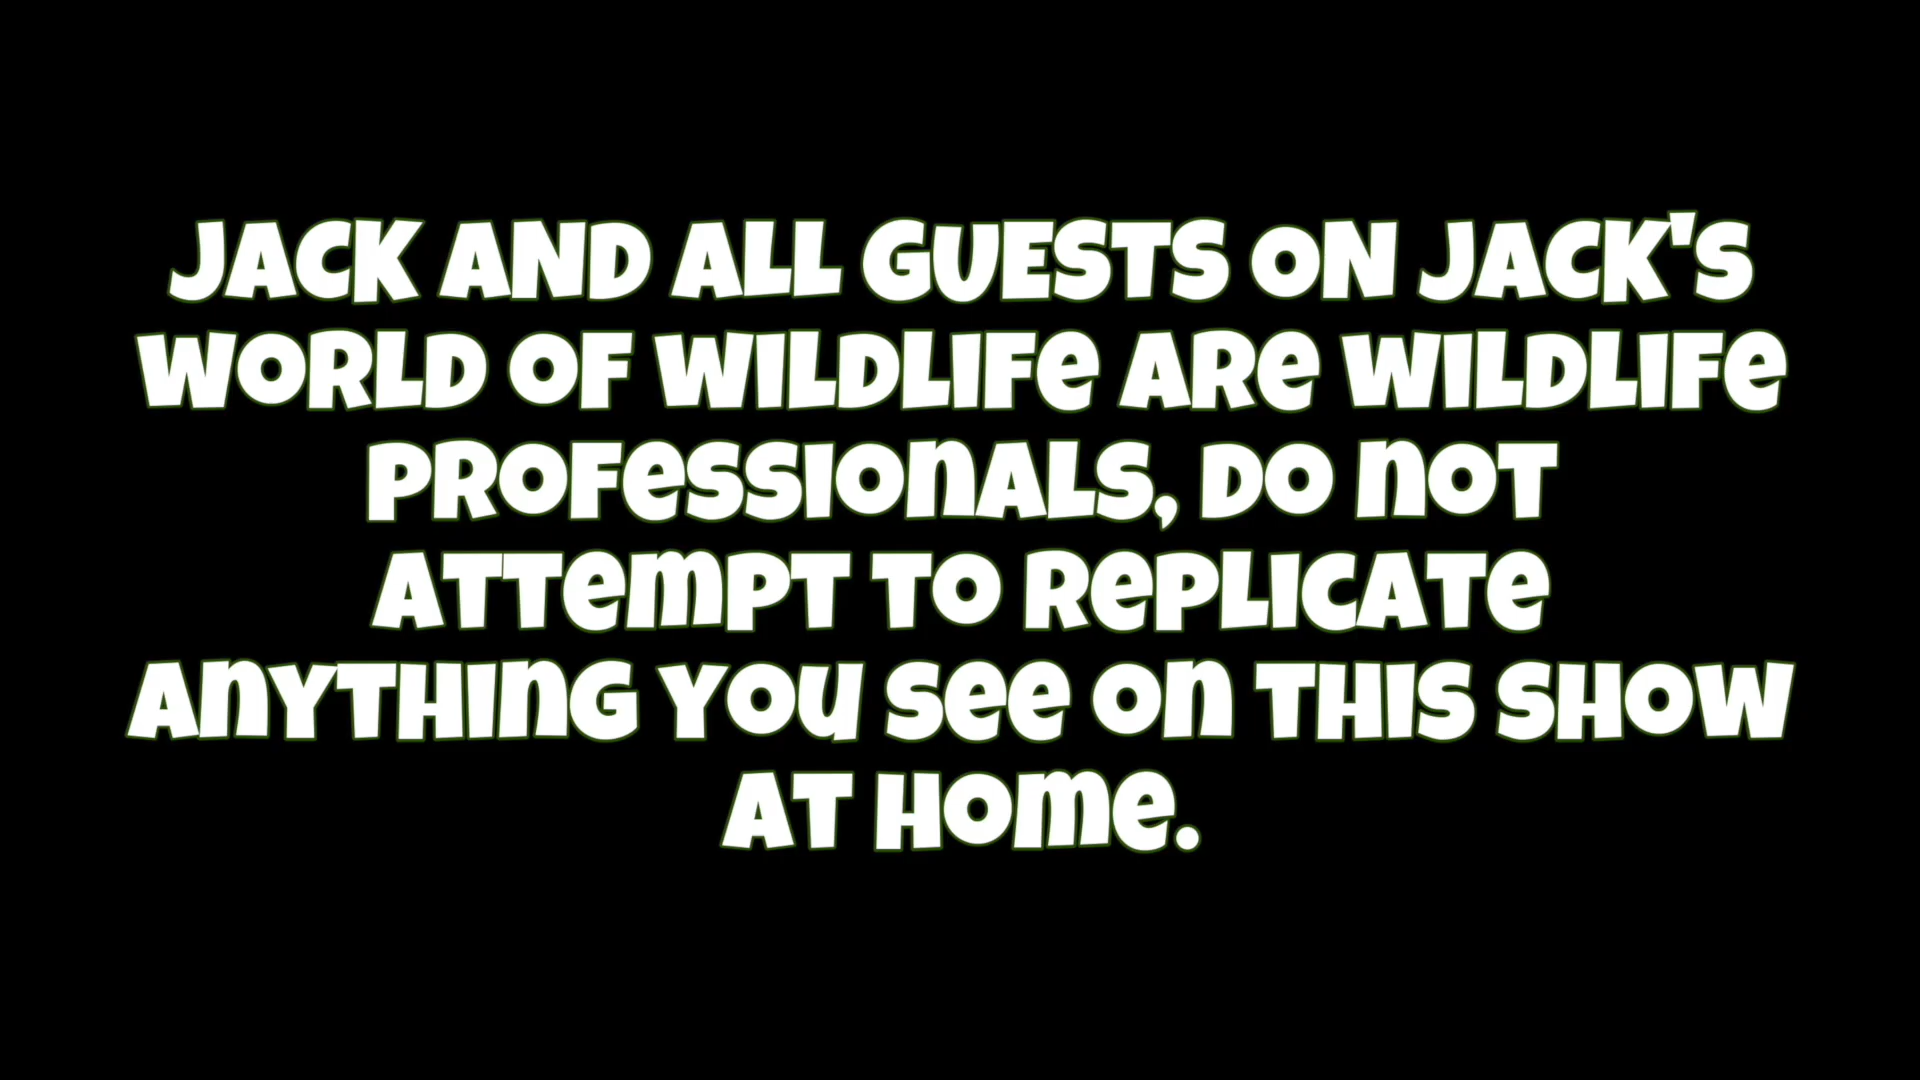 JACK AND ALL GUESTS ON JACK'S
WORLD OF WILDLIFE ARE WILDLIFE
PROFESSIONALS, DO NOT
ATTEMPT TO REPLICATE
ANYTHING YOU SEE ON THIS SHOW
AT HOME.